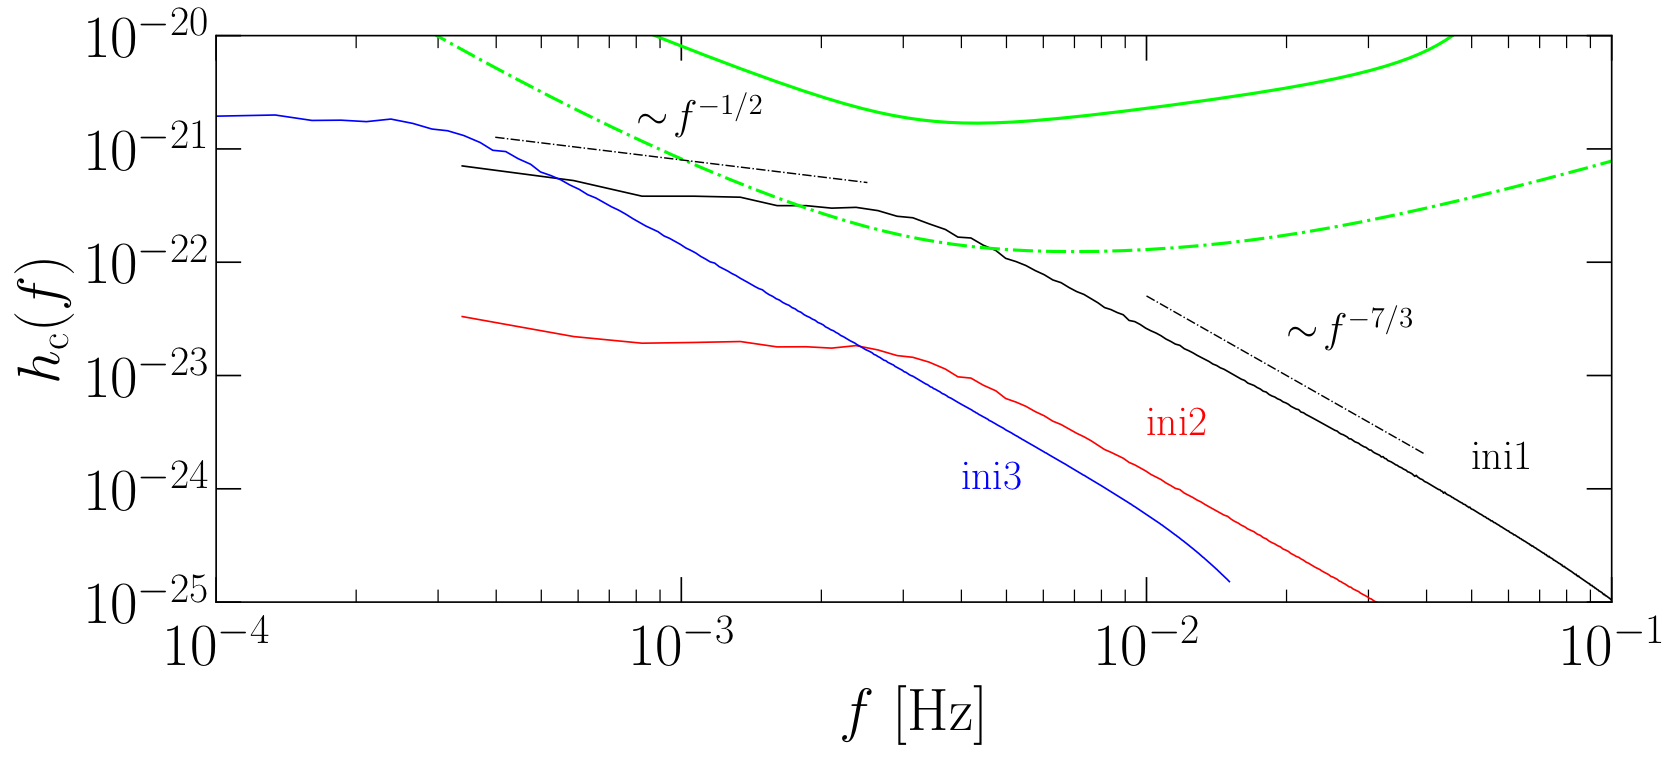 10⁻²⁰
10⁻²¹
10⁻²²
10⁻²³
10⁻²⁴
10⁻²⁵
h_c(f)
∼ f^{−1/2}
∼ f^{−7/3}
ini2
ini1
ini3
10⁻⁴ 10⁻³ 10⁻² 10⁻¹
f [Hz]